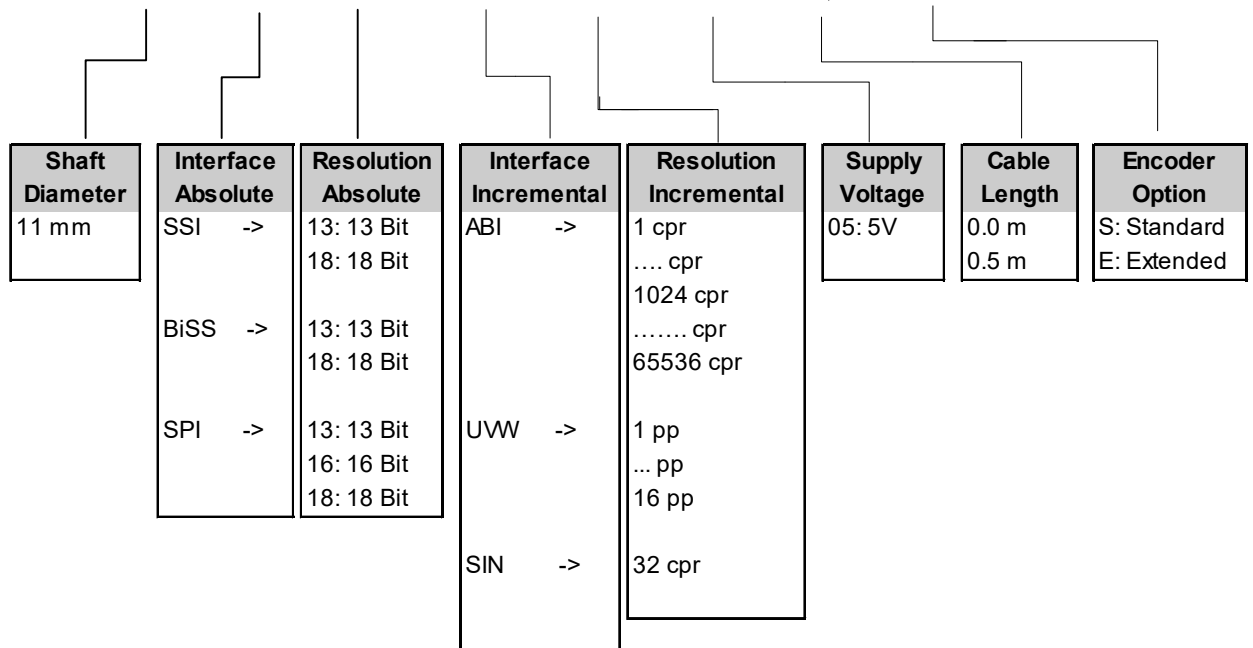 Shaft Diameter
11 mm
Interface Absolute
Resolution Absolute
SSI -> 13: 13 Bit
18: 18 Bit
BiSS -> 13: 13 Bit
18: 18 Bit
SPI -> 13: 13 Bit
16: 16 Bit
18: 18 Bit
Interface Incremental
Resolution Incremental
ABI -> 1 cpr
.... cpr
1024 cpr
....... cpr
65536 cpr
UVW -> 1 pp
... pp
16 pp
SIN -> 32 cpr
Supply Voltage
05: 5V
Cable Length
0.0 m
0.5 m
Encoder Option
S: Standard
E: Extended